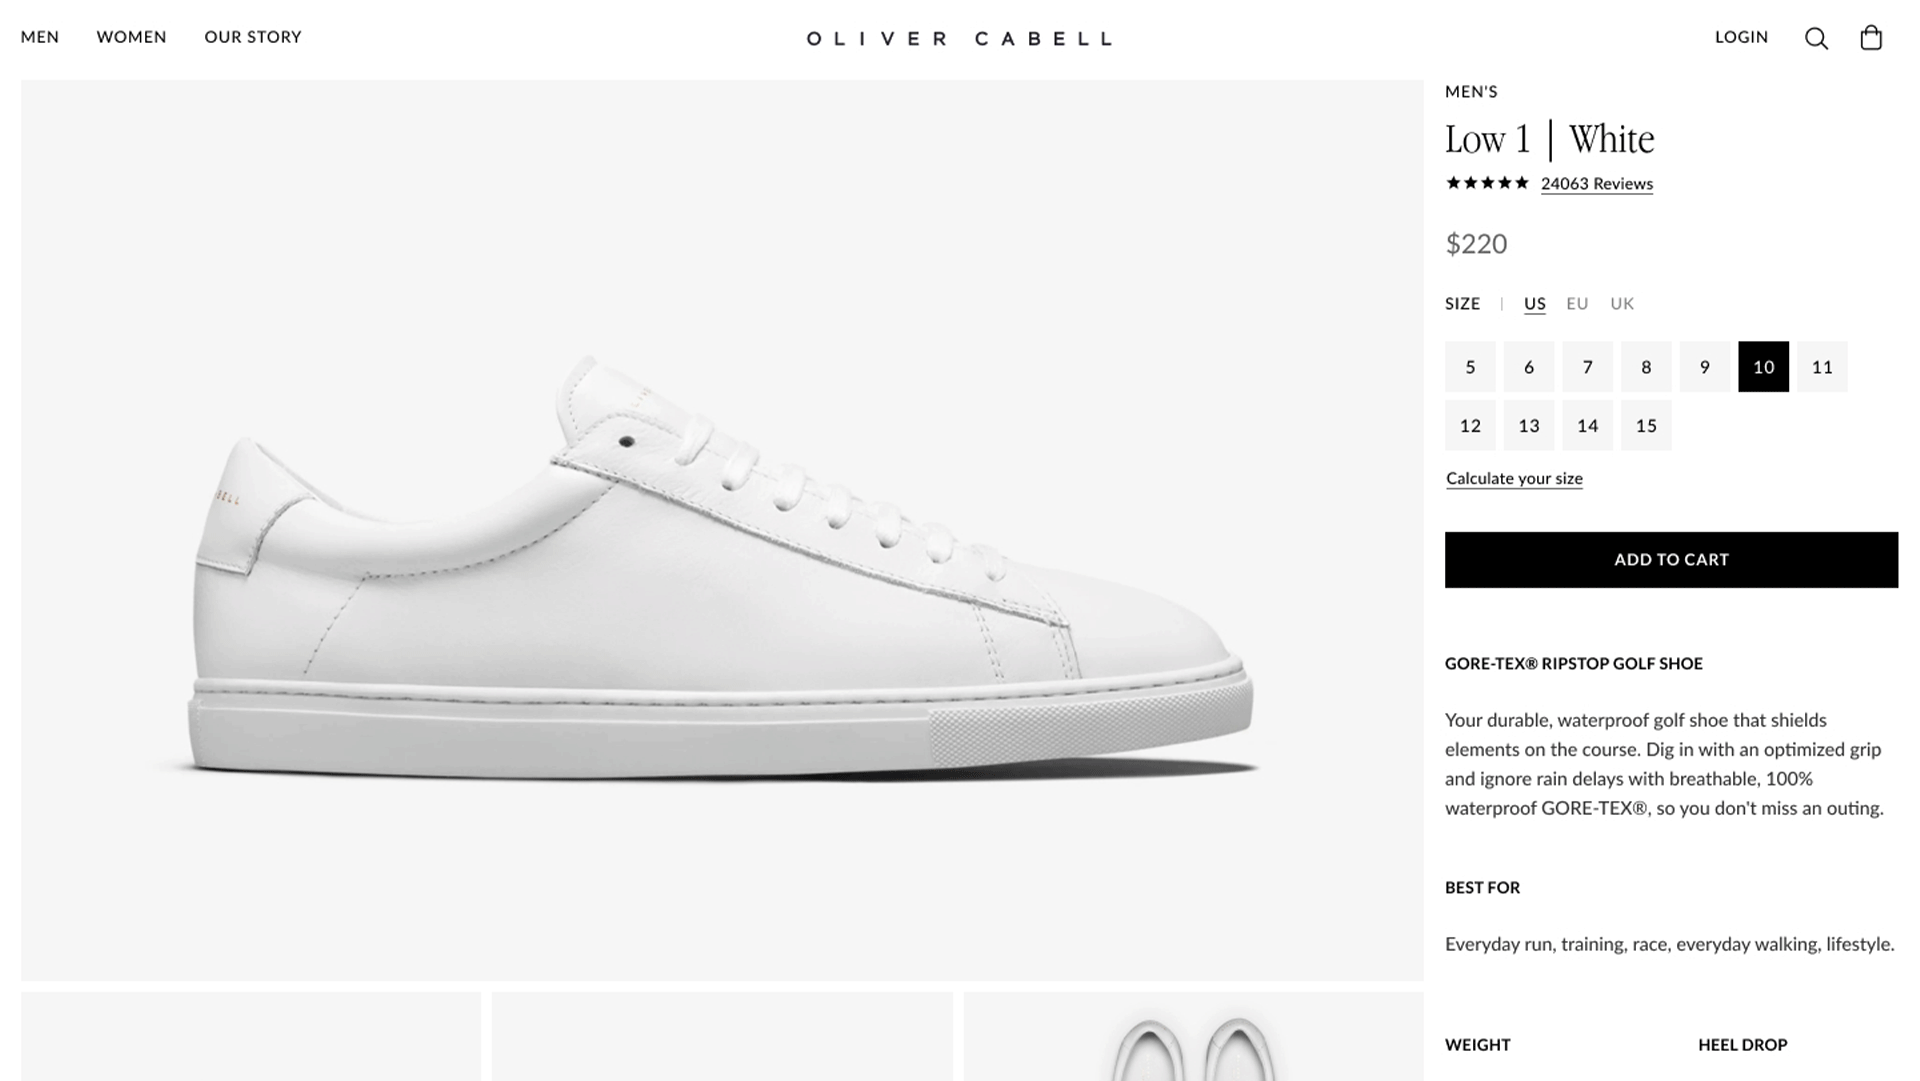 MEN WOMEN OUR STORY
OLIVER CABELL
LOGIN
MEN'S
Low 1 | White
★★★★★ 24063 Reviews
$220
SIZE | US EU UK
5 6 7 8 9 10 11
12 13 14 15
Calculate your size
ADD TO CART
GORE-TEX® RIPSTOP GOLF SHOE
Your durable, waterproof golf shoe that shields
elements on the course. Dig in with an optimized grip
and ignore rain delays with breathable, 100%
waterproof GORE-TEX®, so you don't miss an outing.
BEST FOR
Everyday run, training, race, everyday walking, lifestyle.
WEIGHT HEEL DROP